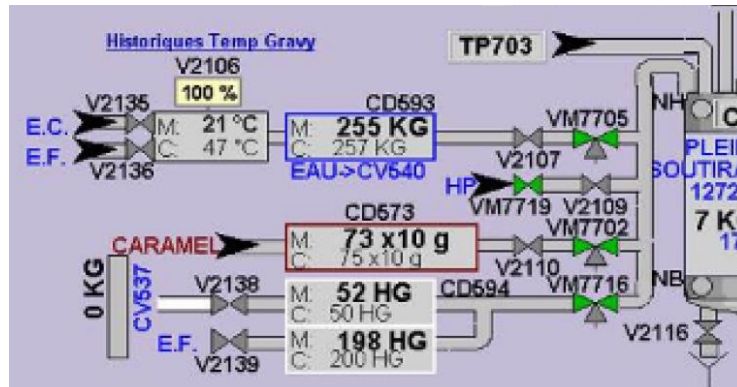 Historiques Temp Gravy
TP703
V2106
100 %
V2135
CD593
VM7705
NH
E.C.
M: 21 °C
M: 255 KG
E.F.
C: 47 °C
C: 257 KG
V2136
EAU->CV540
V2107
HP
VM7719
V2109
1272
CD573
VM7702
7 K
CARAMEL
M: 73 x10 g
17
C: 75 x10 g
V2110
VM7716
NB
0 KG
CV537
V2138
M: 52 HG
CD594
C: 50 HG
E.F.
M: 198 HG
V2116
V2139
C: 200 HG